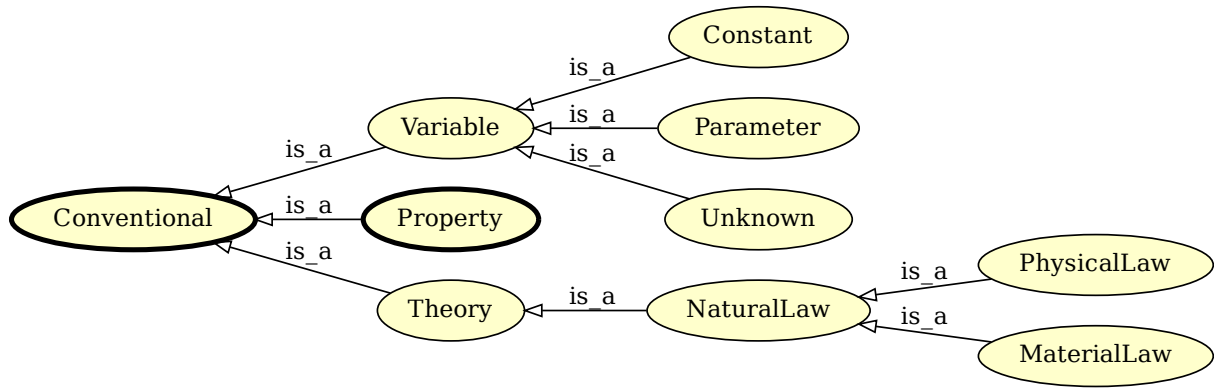 Constant
is_a
Variable
is_a
Parameter
is_a
is_a
Conventional
is_a
Property
Unknown
is_a
Theory
is_a
NaturalLaw
is_a
PhysicalLaw
is_a
MaterialLaw